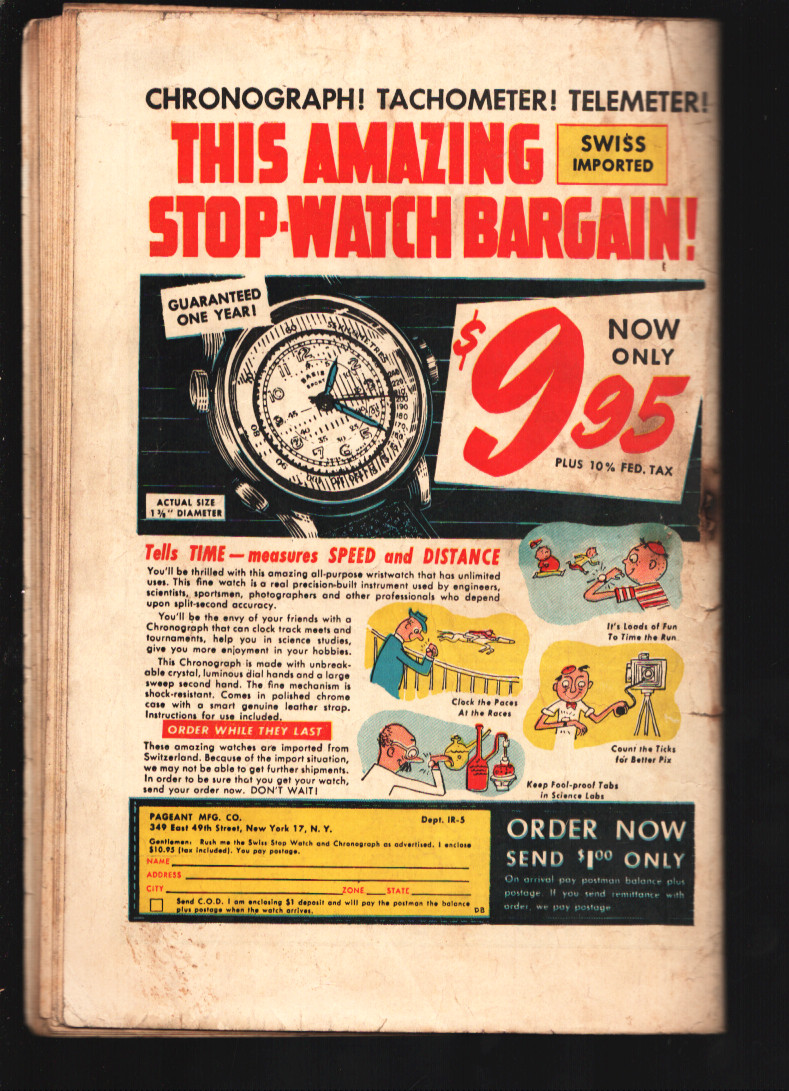 CHRONOGRAPH! TACHOMETER! TELEMETER!
THIS AMAZING
SWISS
IMPORTED
STOP-WATCH BARGAIN!
GUARANTEED
ONE YEAR!
$9.95
NOW
ONLY
PLUS 10% FED. TAX
ACTUAL SIZE
1 3/8" DIAMETER
Tells TIME — measures SPEED and DISTANCE
You'll be thrilled with this amazing all-purpose wristwatch that has unlimited
uses. This fine watch is a real precision-built instrument used by engineers,
scientists, sportsmen, photographers and other professionals who depend
upon split-second accuracy.
You'll be the envy of your friends with a
Chronograph that can clock track meets and
tournaments, help you in science studies,
give you more enjoyment in your hobbies.
This Chronograph is made with unbreak-
able crystal, luminous dial hands and a large
sweep second hand. The fine mechanism is
shock-resistant. Comes in polished chrome
case with a smart genuine leather strap.
Instructions for use included.
ORDER WHILE THEY LAST
These amazing watches are imported from
Switzerland. Because of the import situation,
we may not be able to get further shipments.
In order to be sure that you get your watch,
send your order now. DON'T WAIT!
It's Loads of Fun
To Time the Run
Clock the Paces
At the Races
Count the Ticks
for Better Pix
Keep Fool-proof Tabs
in Science Labs
PAGEANT MFG. CO. Dept. IR-5
349 East 49th Street, New York 17, N. Y.
Gentlemen: Rush me the Swiss Stop Watch and Chronograph as advertised. I enclose
$10.95 (tax included). You pay postage.
NAME
ADDRESS
CITY ZONE STATE
Send C.O.D. I am enclosing $1 deposit and will pay the postman the balance
plus postage when the watch arrives. DB
ORDER NOW
SEND $1.00 ONLY
On arrival pay postman balance plus
postage. If you send remittance with
order, we pay postage